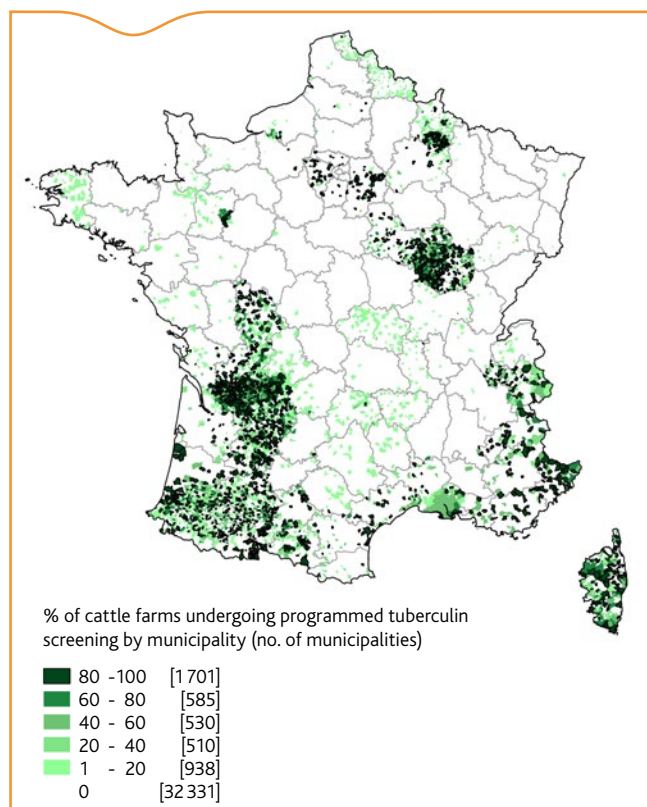 % of cattle farms undergoing programmed tuberculin
screening by municipality (no. of municipalities)
80 -100 [1 701]
60 - 80 [585]
40 - 60 [530]
20 - 40 [510]
1 - 20 [938]
0 [32 331]